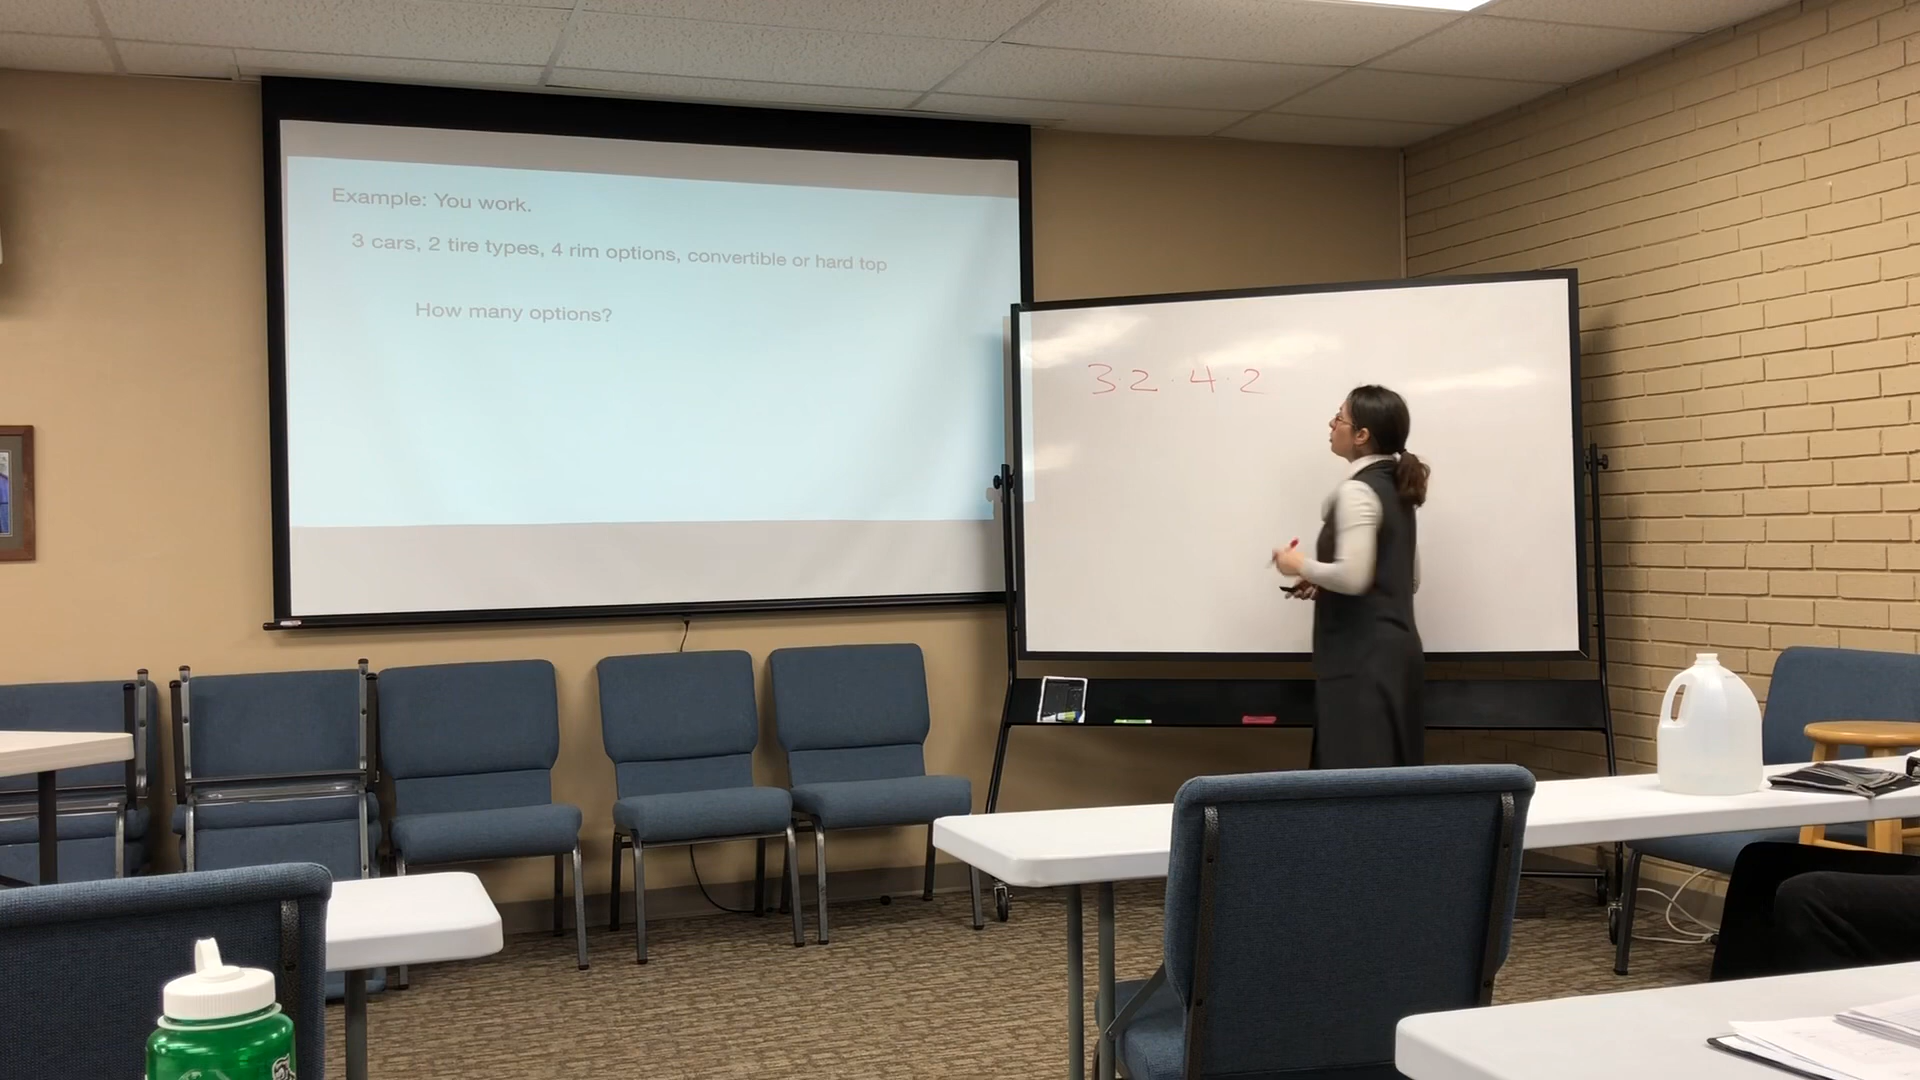 Example: You work.
3 cars, 2 tire types, 4 rim options, convertible or hard top
How many options?
3·2·4·2